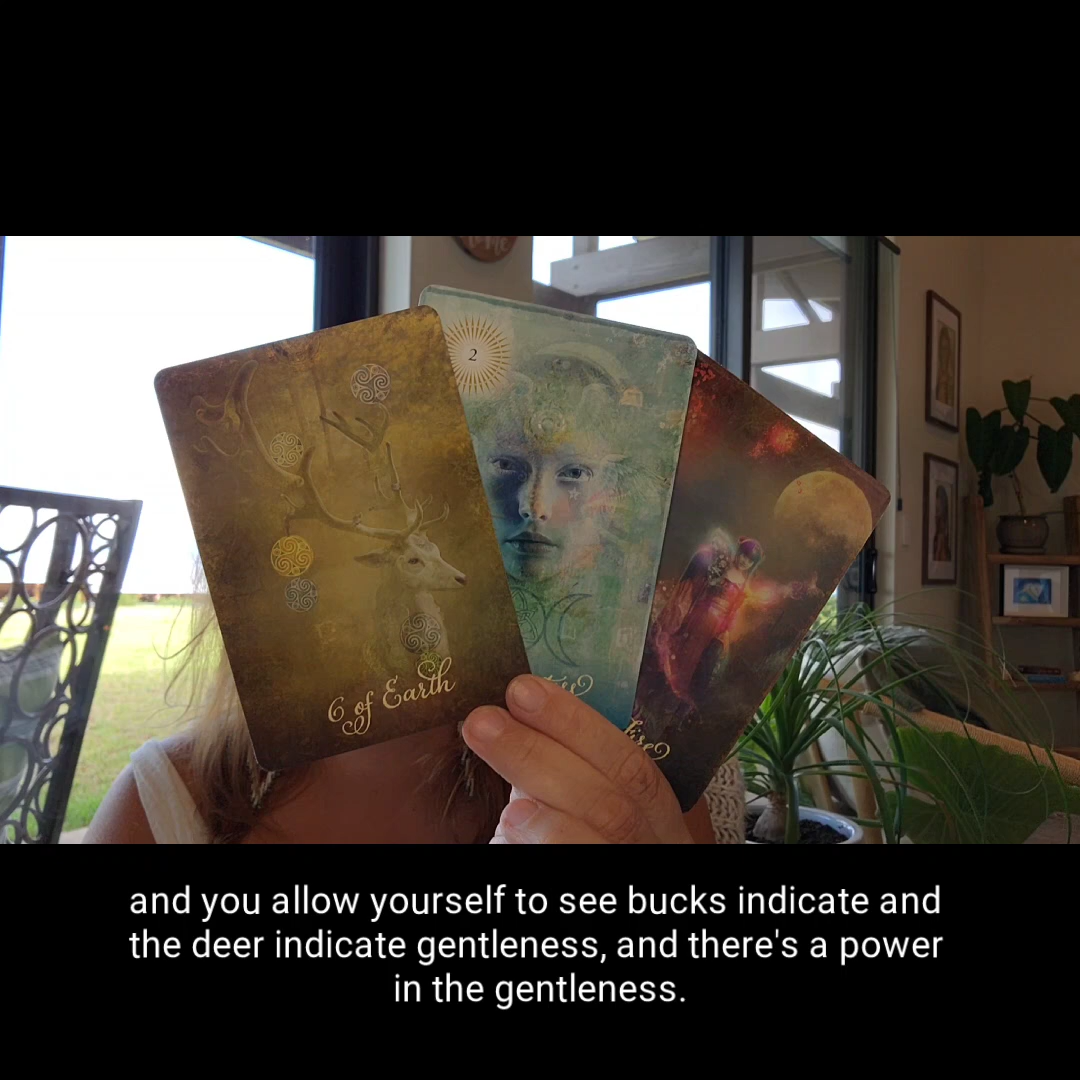 2
6 of Earth
and you allow yourself to see bucks indicate and
the deer indicate gentleness, and there's a power
in the gentleness.